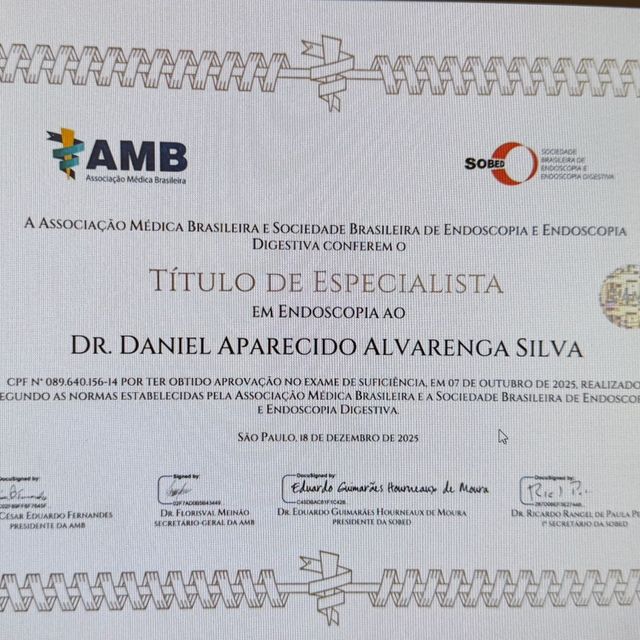 AMB
Associação Médica Brasileira
SOBED
SOCIEDADE
BRASILEIRA DE
ENDOSCOPIA E
ENDOSCOPIA DIGESTIVA
A ASSOCIAÇÃO MÉDICA BRASILEIRA E SOCIEDADE BRASILEIRA DE ENDOSCOPIA E ENDOSCOPIA
DIGESTIVA CONFEREM O
TÍTULO DE ESPECIALISTA
EM ENDOSCOPIA AO
DR. DANIEL APARECIDO ALVARENGA SILVA
CPF Nº 089.640.156-14 POR TER OBTIDO APROVAÇÃO NO EXAME DE SUFICIÊNCIA, EM 07 DE OUTUBRO DE 2025, REALIZADO
EGUNDO AS NORMAS ESTABELECIDAS PELA ASSOCIAÇÃO MÉDICA BRASILEIRA E A SOCIEDADE BRASILEIRA DE ENDOSCO
E ENDOSCOPIA DIGESTIVA.
SÃO PAULO, 18 DE DEZEMBRO DE 2025
DocuSigned by:
Signed by:
DocuSigned by:
DocuSigned by:
Eduardo Guimarães Hourneaux de Moura
CÉSAR EDUARDO FERNANDES
PRESIDENTE DA AMB
DR. FLORISVAL MEINÃO
SECRETÁRIO-GERAL DA AMB
DR. EDUARDO GUIMARÃES HOURNEAUX DE MOURA
PRESIDENTE DA SOBED
DR. RICARDO RANGEL DE PAULA PE
1º SECRETÁRIO DA SOBED